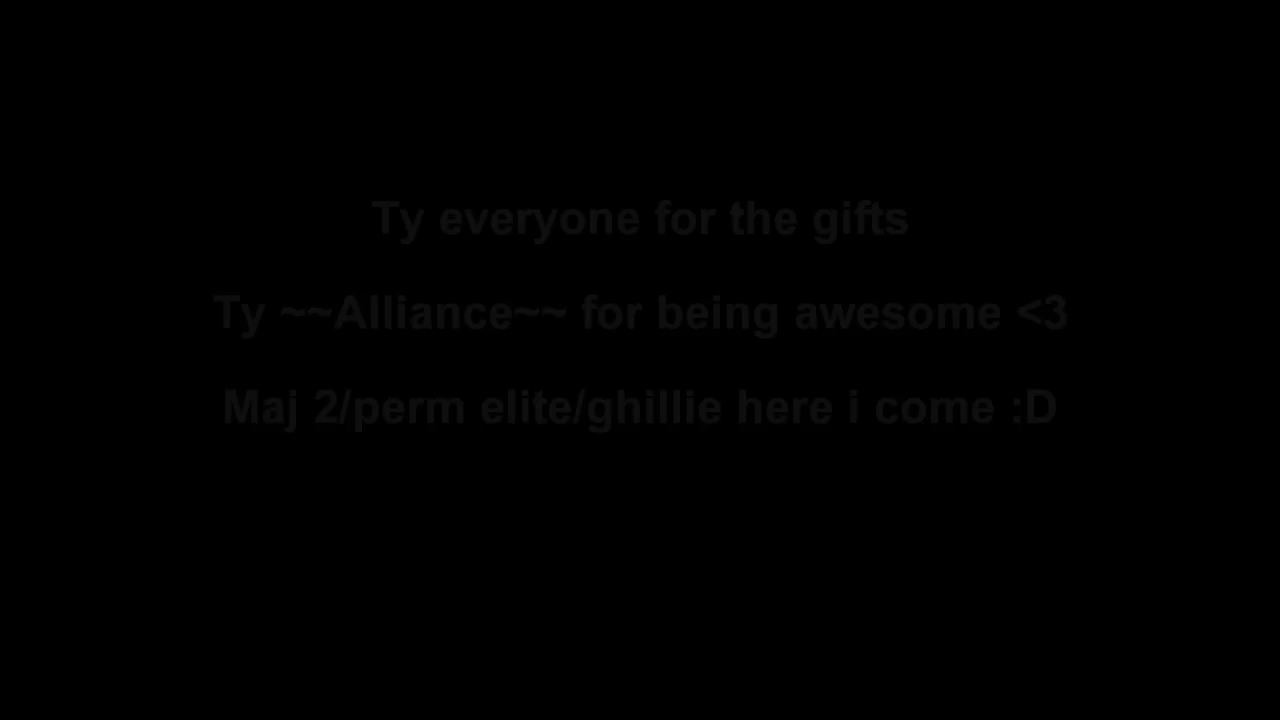 Ty everyone for the gifts
Ty ~~Alliance~~ for being awesome <3
Maj 2/perm elite/ghillie here i come :D